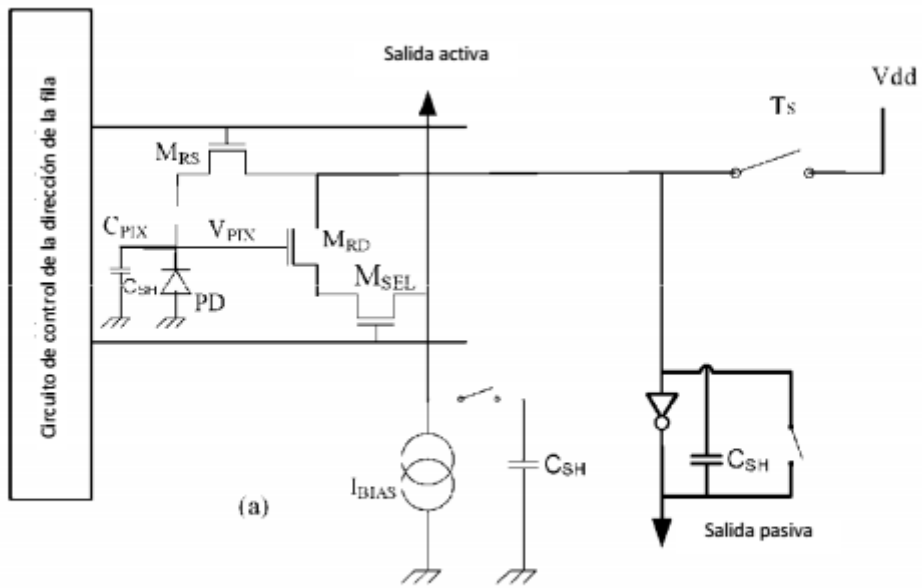 Circuito de control de la dirección de la fila
Salida activa
Vdd
TS
MRS
CPIX
VPIX
MRD
CSH
PD
MSEL
IBIAS
CSH
CSH
(a)
Salida pasiva